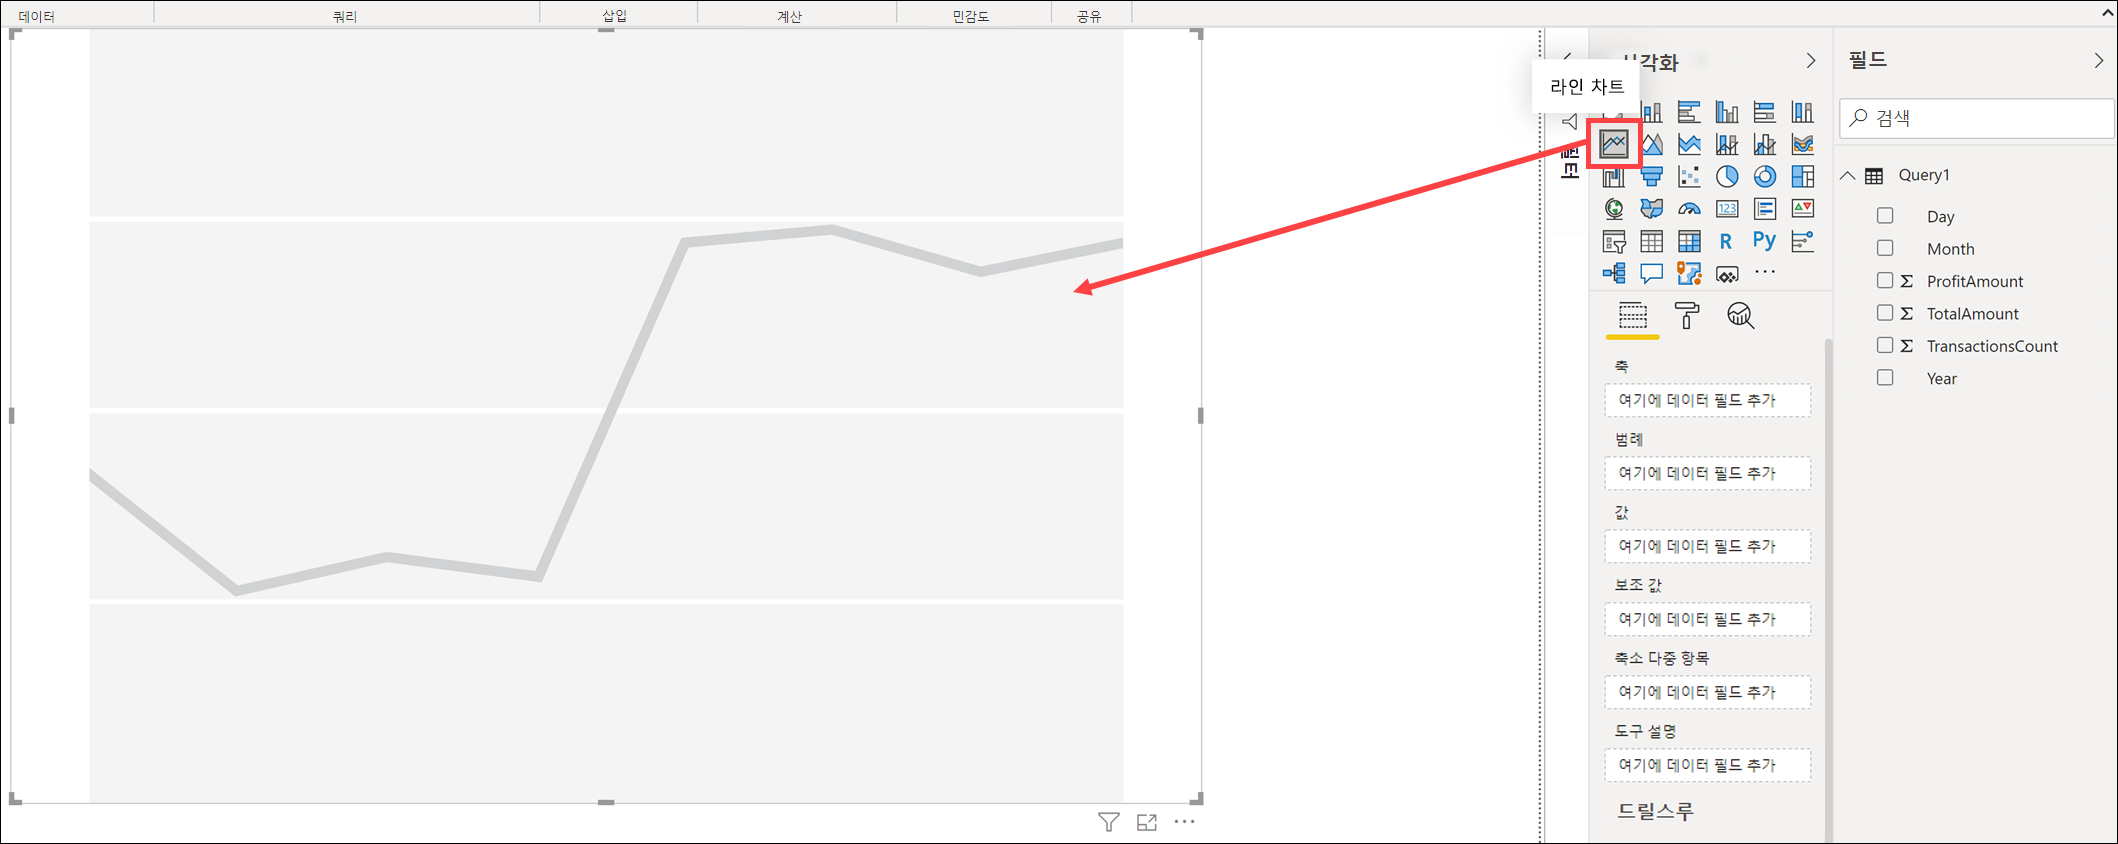 데이터
쿼리
삽입
계산
민감도
공유
라인 차트
각화
필드
검색
터
123
R
Py
Query1
Day
Month
Σ ProfitAmount
Σ TotalAmount
Σ TransactionsCount
Year
축
여기에 데이터 필드 추가
범례
여기에 데이터 필드 추가
값
여기에 데이터 필드 추가
보조 값
여기에 데이터 필드 추가
축소 다중 항목
여기에 데이터 필드 추가
도구 설명
여기에 데이터 필드 추가
드릴스루